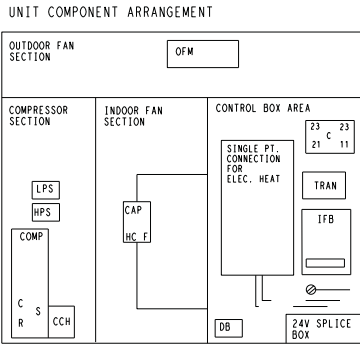 UNIT COMPONENT ARRANGEMENT
OUTDOOR FAN
SECTION
OFM
COMPRESSOR
SECTION
INDOOR FAN
SECTION
CONTROL BOX AREA
23 23
C
21 11
SINGLE PT.
CONNECTION
FOR
ELEC. HEAT
TRAN
LPS
HPS
CAP
HC F
IFB
COMP
C
S
R
CCH
DB
24V SPLICE
BOX